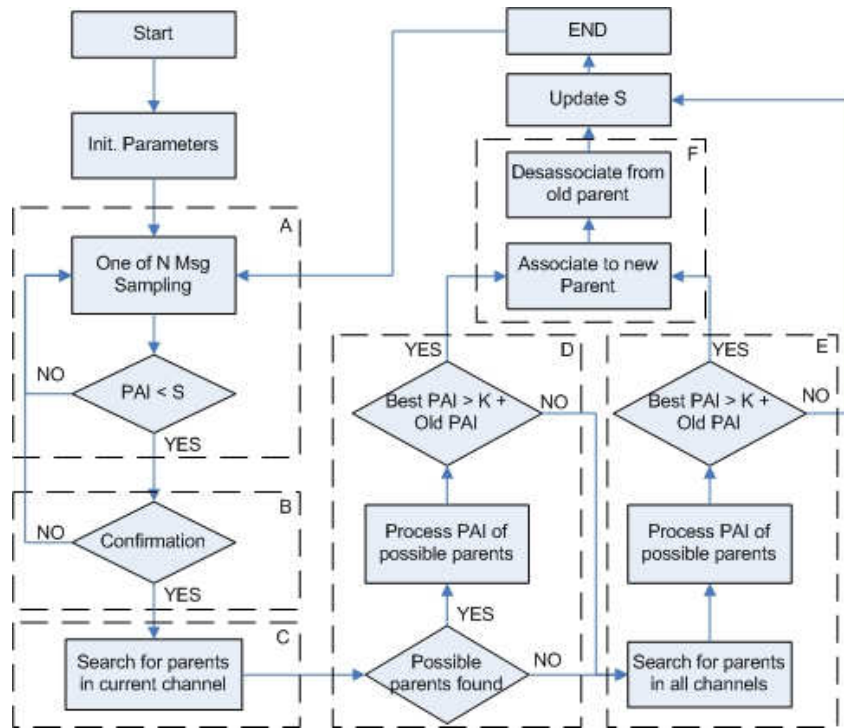 Start
Init. Parameters
A
One of N Msg
Sampling
NO
PAI < S
YES
B
NO
Confirmation
YES
C
Search for parents
in current channel
END
Update S
F
Desassociate from
old parent
Associate to new
Parent
YES
D
Best PAI > K +
Old PAI
NO
Process PAI of
possible parents
YES
Possible
parents found
NO
YES
E
Best PAI > K +
Old PAI
NO
Process PAI of
possible parents
Search for parents
in all channels